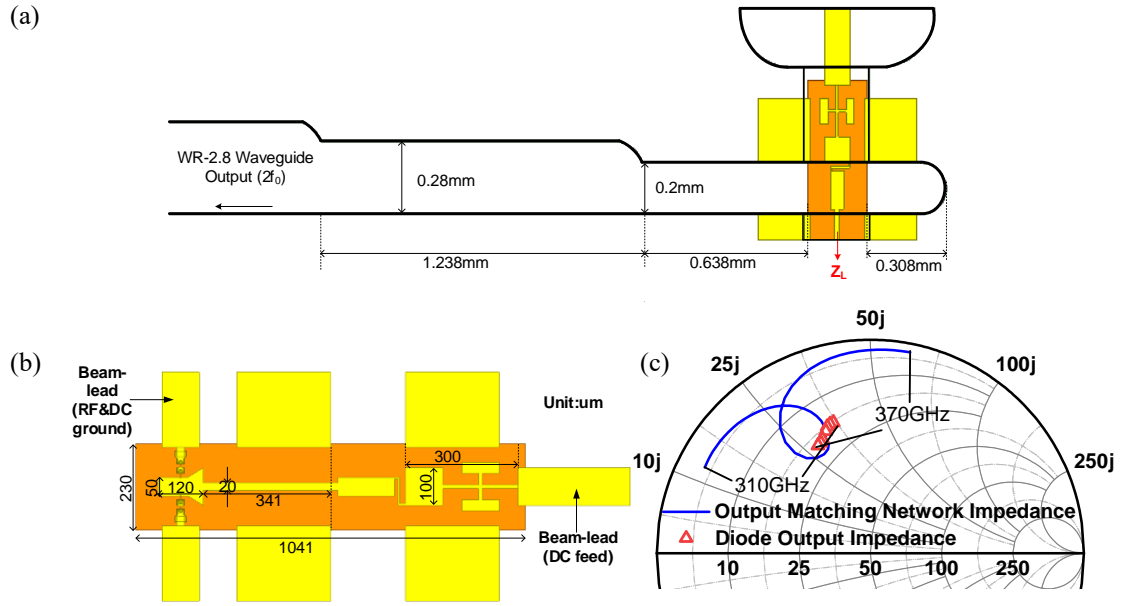 (a)
WR-2.8 Waveguide
Output (2f₀)
0.28mm
0.2mm
1.238mm
0.638mm
0.308mm
Z_L
(b)
Beam-
lead
(RF&DC
ground)
Unit:um
230
50
120
20
341
300
100
1041
Beam-lead
(DC feed)
(c)
50j
25j
100j
10j
250j
370GHz
310GHz
Output Matching Network Impedance
Diode Output Impedance
10 25 50 100 250